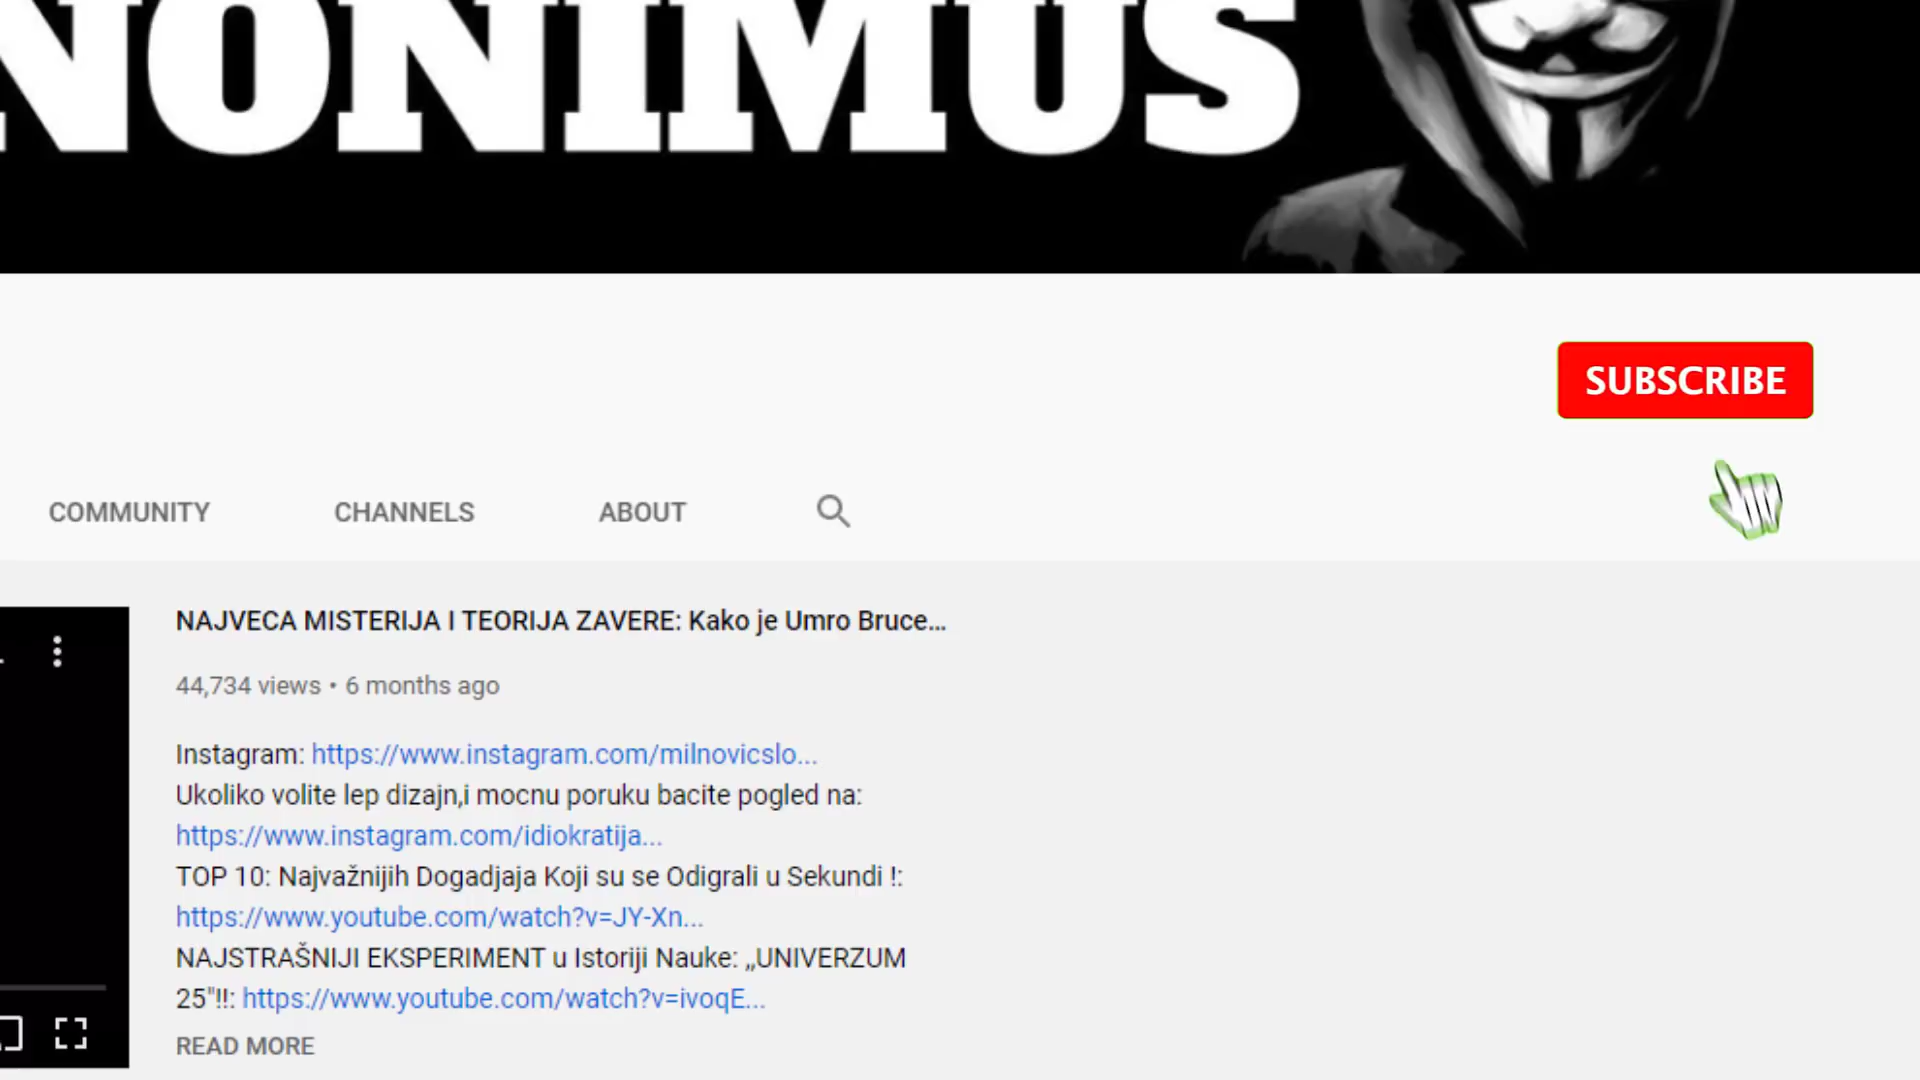 NONIMUS
SUBSCRIBE
COMMUNITY CHANNELS ABOUT
NAJVECA MISTERIJA I TEORIJA ZAVERE: Kako je Umro Bruce...
44,734 views • 6 months ago
Instagram: https://www.instagram.com/milnovicslo...
Ukoliko volite lep dizajn,i mocnu poruku bacite pogled na:
https://www.instagram.com/idiokratija...
TOP 10: Najvažnijih Dogadjaja Koji su se Odigrali u Sekundi !:
https://www.youtube.com/watch?v=JY-Xn...
NAJSTRAŠNIJI EKSPERIMENT u Istoriji Nauke: ,,UNIVERZUM
25"!!: https://www.youtube.com/watch?v=ivoqE...
READ MORE